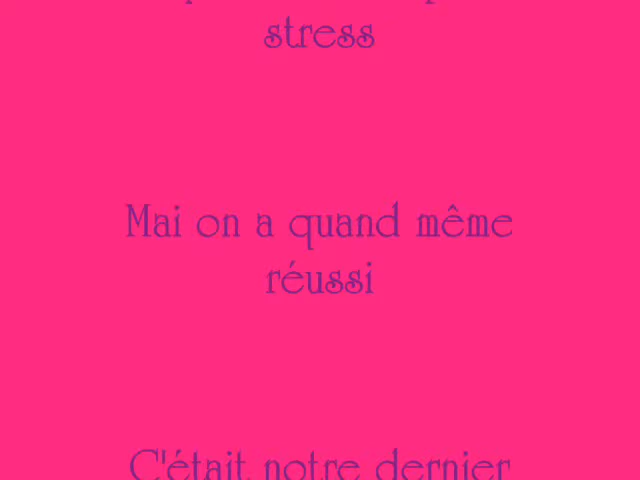 stress
Mai on a quand même
réussi
C'était notre dernier